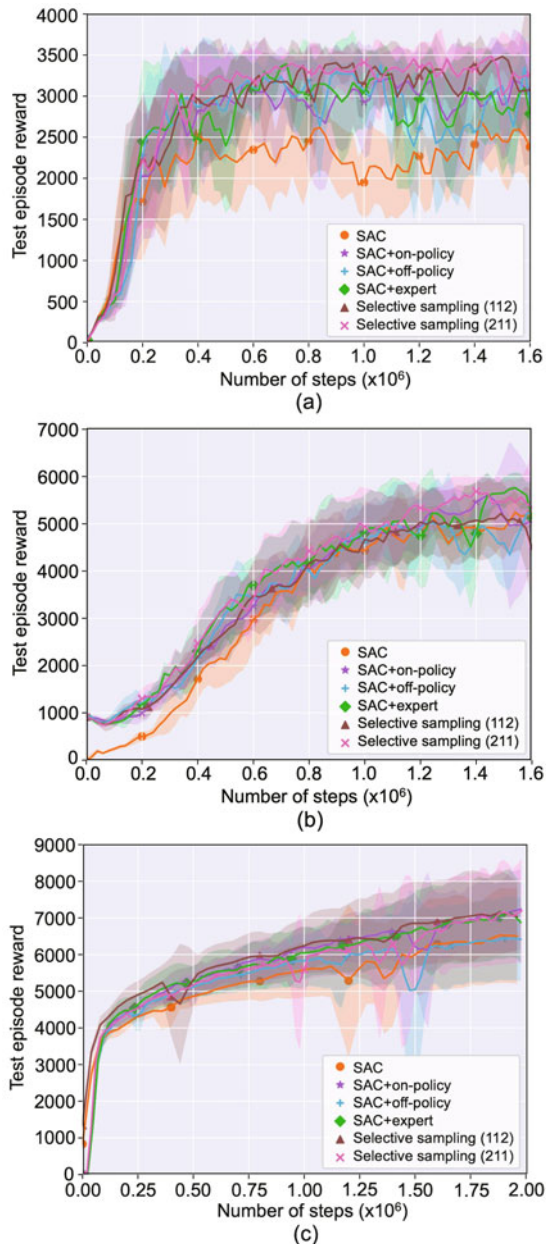 4000
3500
3000
2500
2000
1500
1000
500
0
Test episode reward
SAC
SAC+on-policy
SAC+off-policy
SAC+expert
Selective sampling (112)
Selective sampling (211)
0.0 0.2 0.4 0.6 0.8 1.0 1.2 1.4 1.6
Number of steps (x10⁶)
(a)
7000
6000
5000
4000
3000
2000
1000
0
Test episode reward
SAC
SAC+on-policy
SAC+off-policy
SAC+expert
Selective sampling (112)
Selective sampling (211)
0.0 0.2 0.4 0.6 0.8 1.0 1.2 1.4 1.6
Number of steps (x10⁶)
(b)
9000
8000
7000
6000
5000
4000
3000
2000
1000
0
Test episode reward
SAC
SAC+on-policy
SAC+off-policy
SAC+expert
Selective sampling (112)
Selective sampling (211)
0.00 0.25 0.50 0.75 1.00 1.25 1.50 1.75 2.00
Number of steps (x10⁶)
(c)